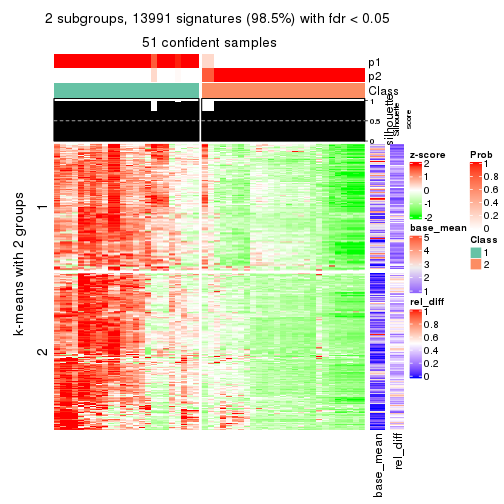 2 subgroups, 13991 signatures (98.5%) with fdr < 0.05
51 confident samples
p1
p2
Class
1
0.5
0
silhouette
Silhouette
score
k-means with 2 groups
1
2
base_mean
rel_diff
z-score
2
1
0
-1
-2
base_mean
5
4
3
2
1
rel_diff
1
0.8
0.6
0.4
0.2
0
Prob
1
0.8
0.6
0.4
0.2
0
Class
1
2